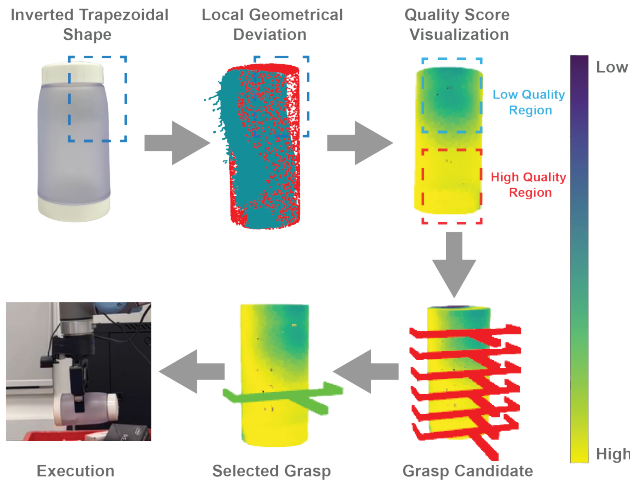 Inverted Trapezoidal
Shape
Local Geometrical
Deviation
Quality Score
Visualization
Low
Low Quality
Region
High Quality
Region
High
Execution
Selected Grasp
Grasp Candidate